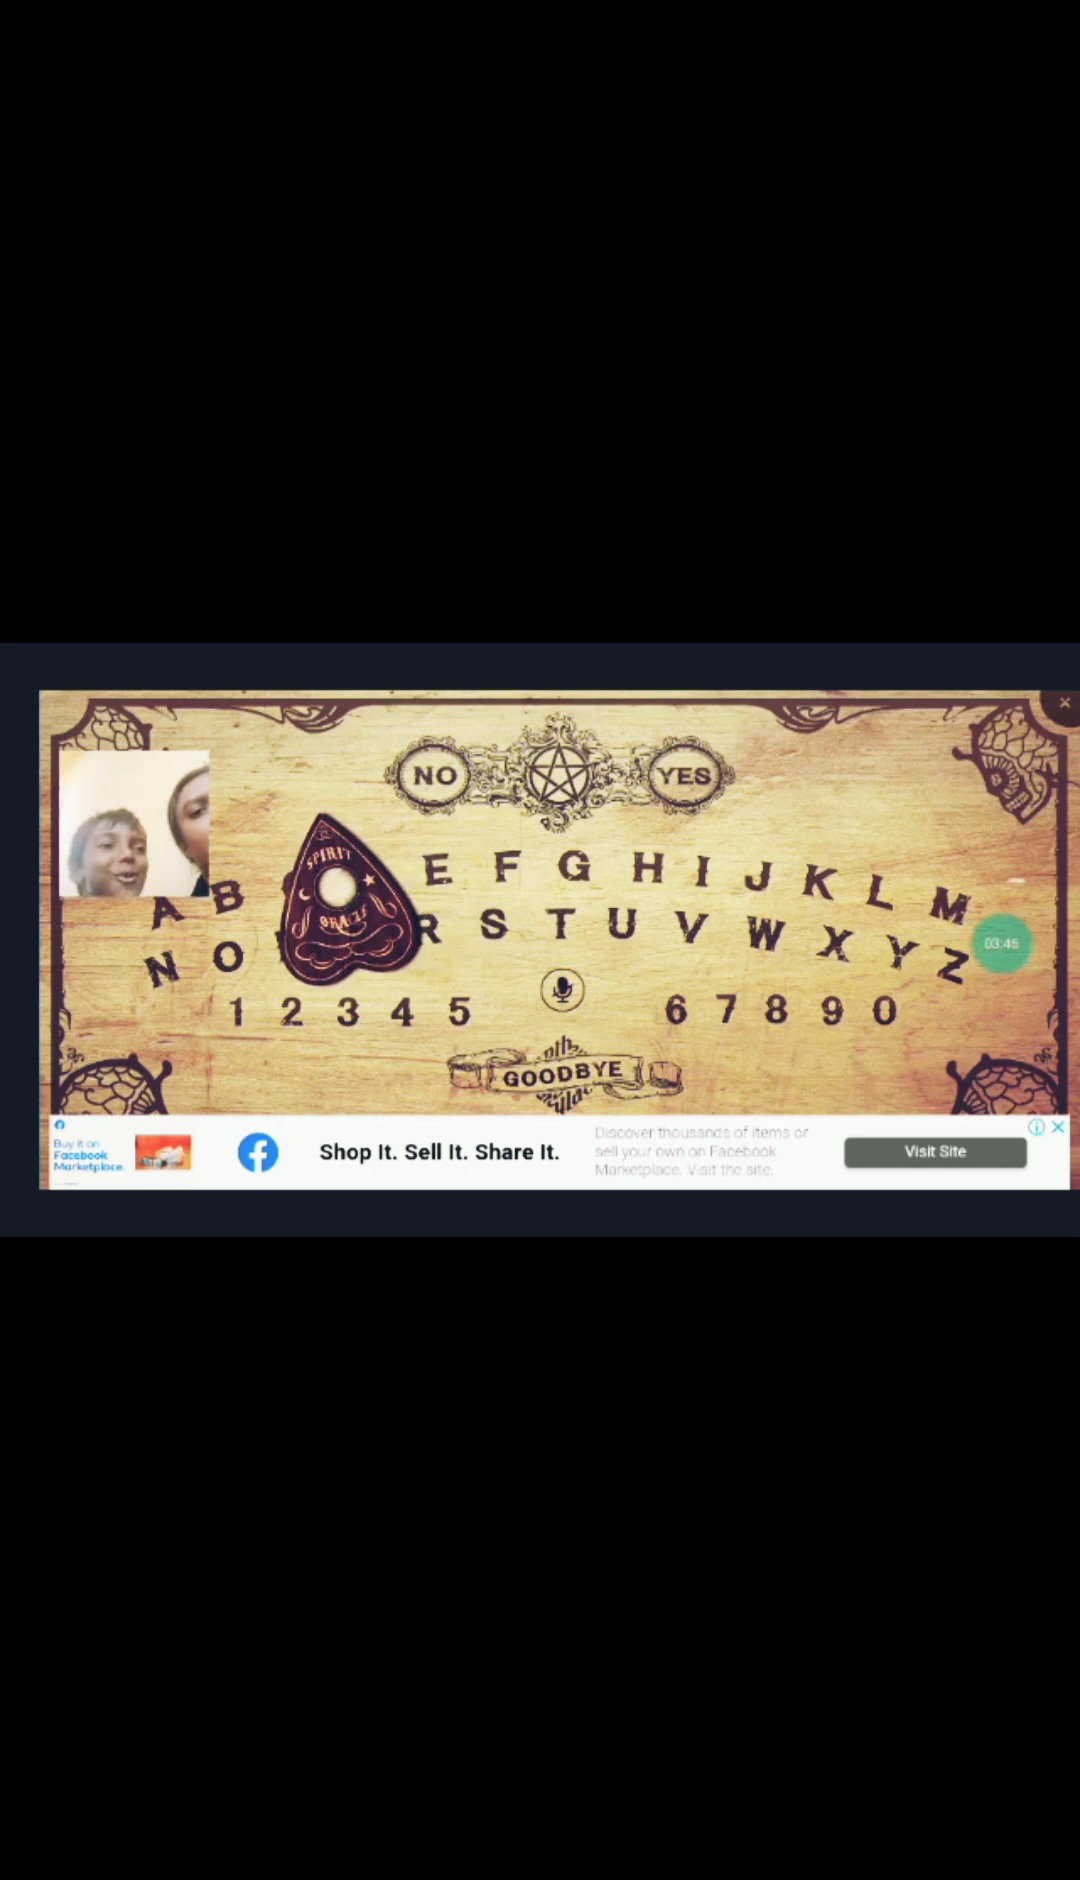 NO YES
SPIRIT
ORACLE
A B E F G H I J K L M
N O R S T U V W X Y Z
03:45
1 2 3 4 5 6 7 8 9 0
GOODBYE
Buy it on
Facebook
Marketplace.
Shop It. Sell It. Share It.
Discover thousands of items or
sell your own on Facebook
Marketplace. Visit the site.
Visit Site